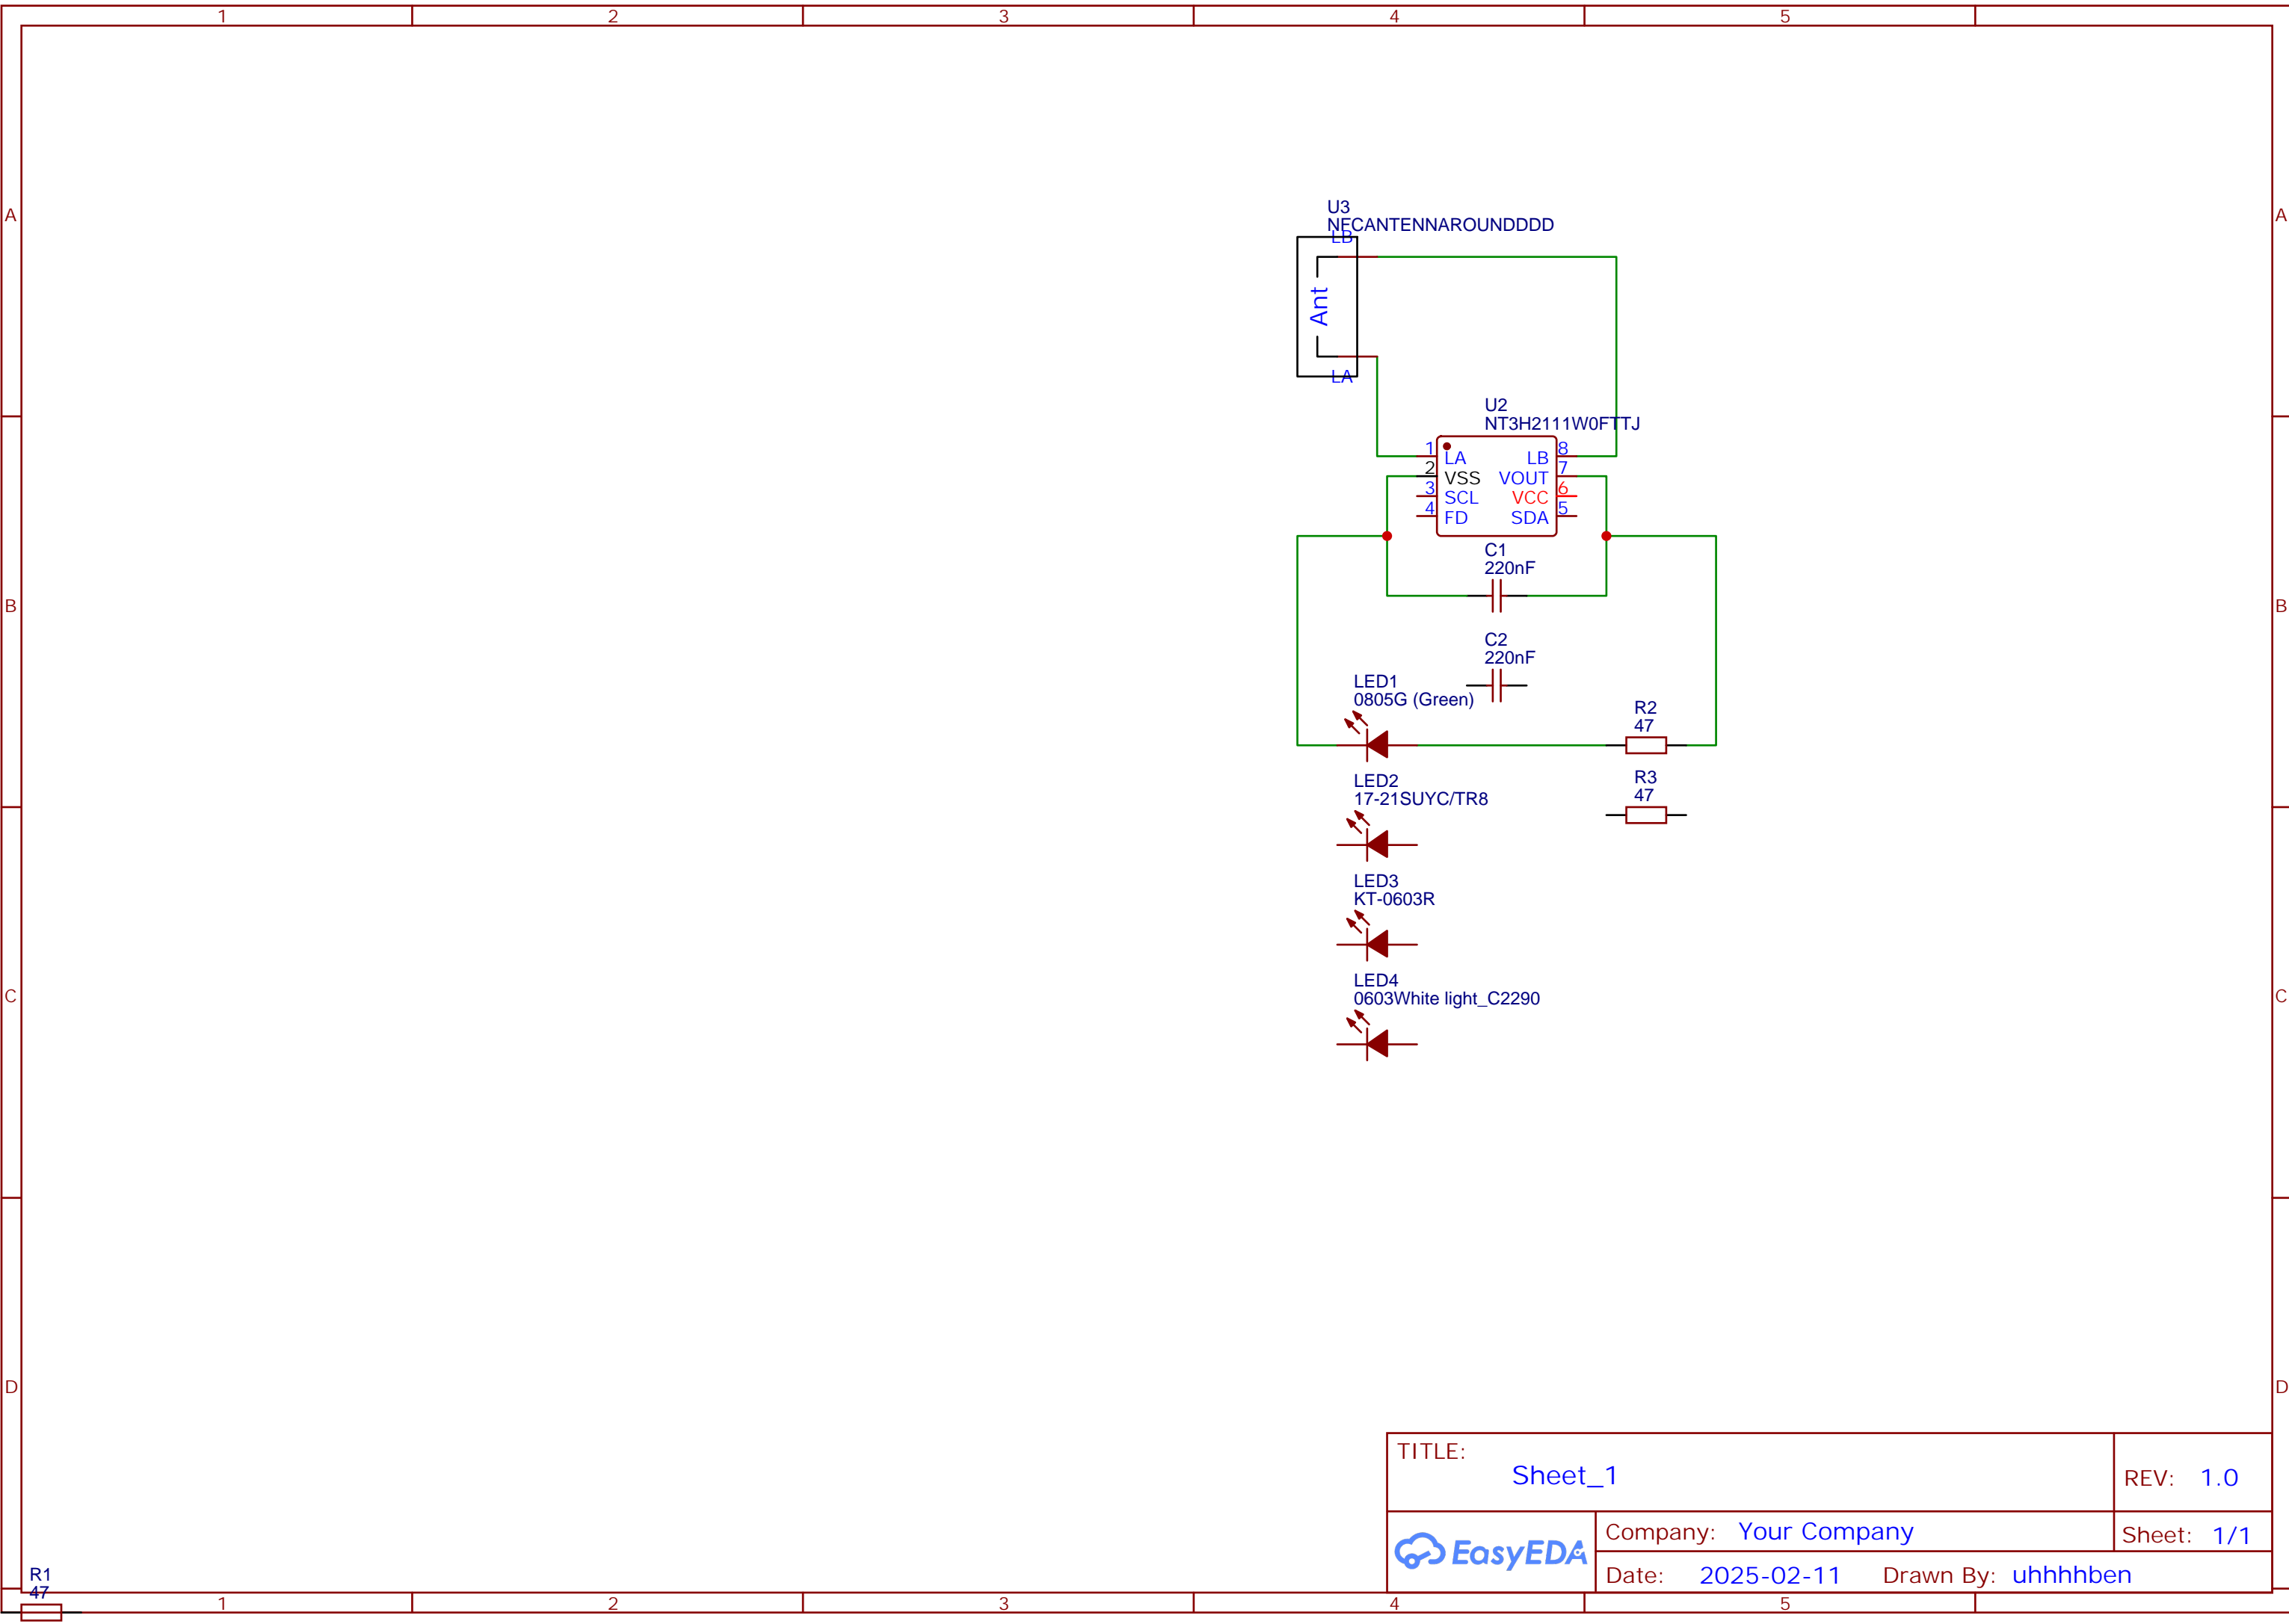 1 2 3 4 5
A A
U3
NFCANTENNAROUNDDDD
LB
Ant
LA
U2
NT3H2111W0FTTJ
1 LA LB 8
2 VSS VOUT 7
3 SCL VCC 6
4 FD SDA 5
C1
220nF
B B
C2
220nF
LED1
0805G (Green)
R2
47
LED2
17-21SUYC/TR8
R3
47
LED3
KT-0603R
LED4
0603White light_C2290
C C
D D
TITLE:
Sheet_1
REV: 1.0
EasyEDA
Company: Your Company
Sheet: 1/1
Date: 2025-02-11 Drawn By: uhhhhben
R1
47
1 2 3 4 5